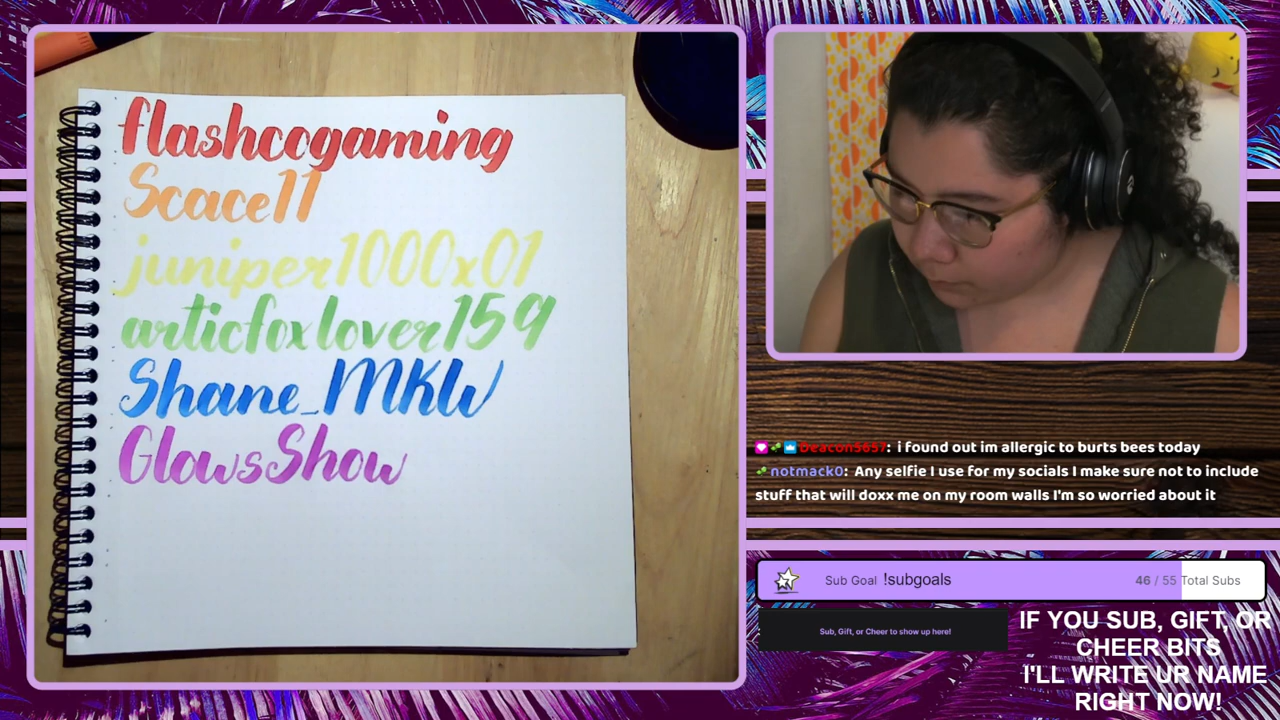 flashcogaming
Scace11
juniper1000x01
articfoxlover159
Shane_MKW
GlowsShow
Deacon5657: i found out im allergic to burts bees today
notmack0: Any selfie I use for my socials I make sure not to include
stuff that will doxx me on my room walls I'm so worried about it
Sub Goal !subgoals 46 / 55 Total Subs
Sub, Gift, or Cheer to show up here!
IF YOU SUB, GIFT, OR
CHEER BITS
I'LL WRITE UR NAME
RIGHT NOW!